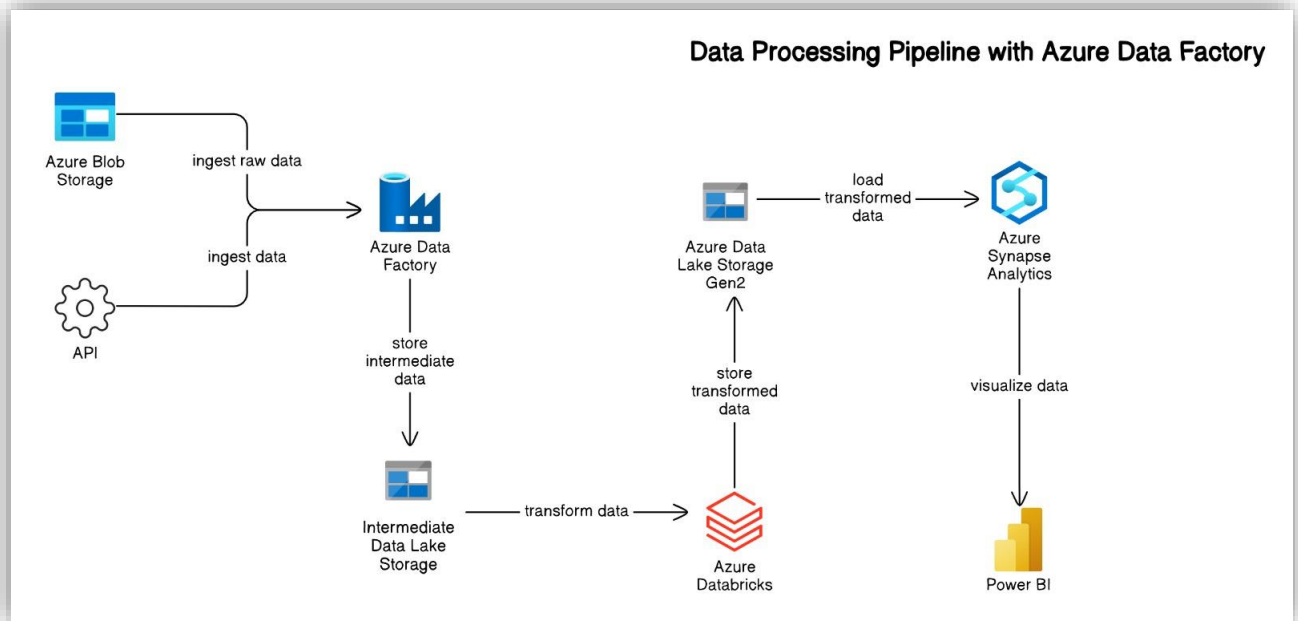 Data Processing Pipeline with Azure Data Factory
Azure Blob
Storage
ingest raw data
ingest data
API
Azure Data
Factory
store
intermediate
data
Intermediate
Data Lake
Storage
transform data
Azure
Databricks
store
transformed
data
Azure Data
Lake Storage
Gen2
load
transformed
data
Azure
Synapse
Analytics
visualize data
Power BI